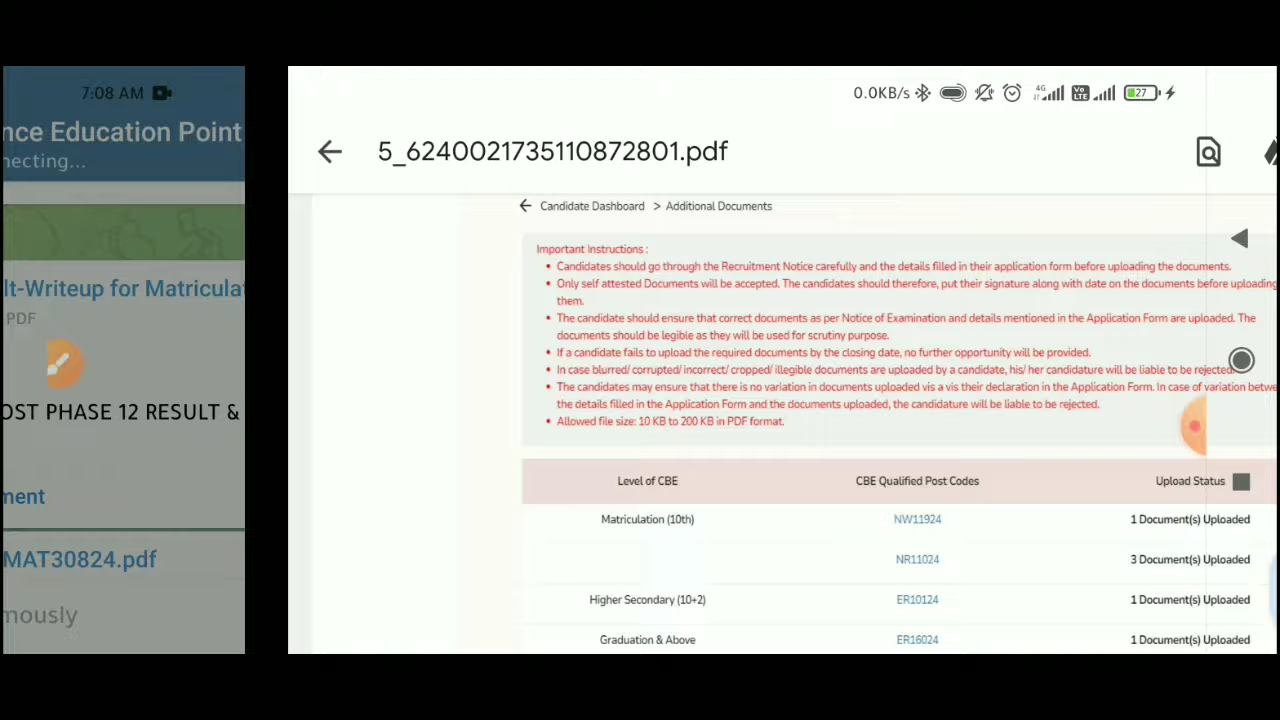 7:08 AM
nce Education Point
necting...
lt-Writeup for Matricula
PDF
OST PHASE 12 RESULT &
ment
MAT30824.pdf
mously
0.0KB/s 4G Vo LTE 27
5_6240021735110872801.pdf
Candidate Dashboard > Additional Documents
Important Instructions :
• Candidates should go through the Recruitment Notice carefully and the details filled in their application form before uploading the documents.
• Only self attested Documents will be accepted. The candidates should therefore, put their signature along with date on the documents before uploading
them.
• The candidate should ensure that correct documents as per Notice of Examination and details mentioned in the Application Form are uploaded. The
documents should be legible as they will be used for scrutiny purpose.
• If a candidate fails to upload the required documents by the closing date, no further opportunity will be provided.
• In case blurred/ corrupted/ incorrect/ cropped/ illegible documents are uploaded by a candidate, his/ her candidature will be liable to be rejected.
• The candidates may ensure that there is no variation in documents uploaded vis a vis their declaration in the Application Form. In case of variation betwe
the details filled in the Application Form and the documents uploaded, the candidature will be liable to be rejected.
• Allowed file size: 10 KB to 200 KB in PDF format.
Level of CBE CBE Qualified Post Codes Upload Status
Matriculation (10th) NW11924 1 Document(s) Uploaded
NR11024 3 Document(s) Uploaded
Higher Secondary (10+2) ER10124 1 Document(s) Uploaded
Graduation & Above ER16024 1 Document(s) Uploaded